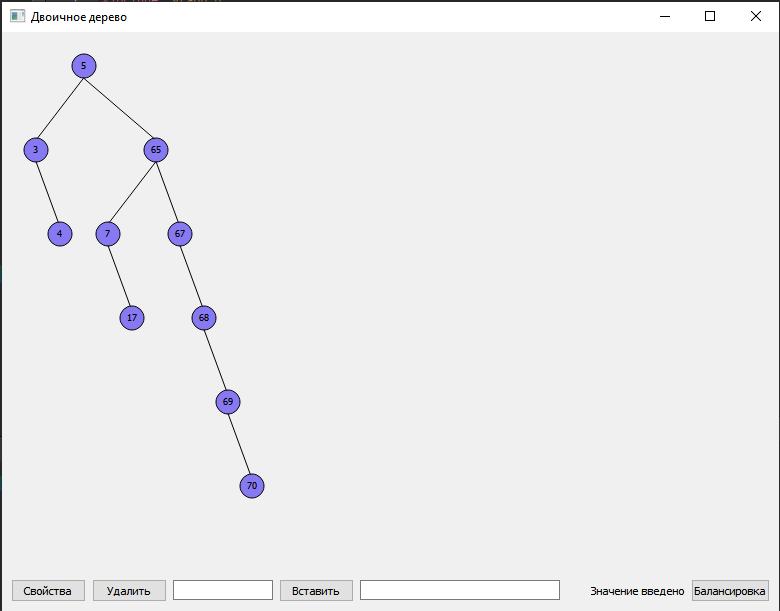 Двоичное дерево
5
3
65
4
7
67
17
68
69
70
Свойства
Удалить
Вставить
Значение введено
Балансировка